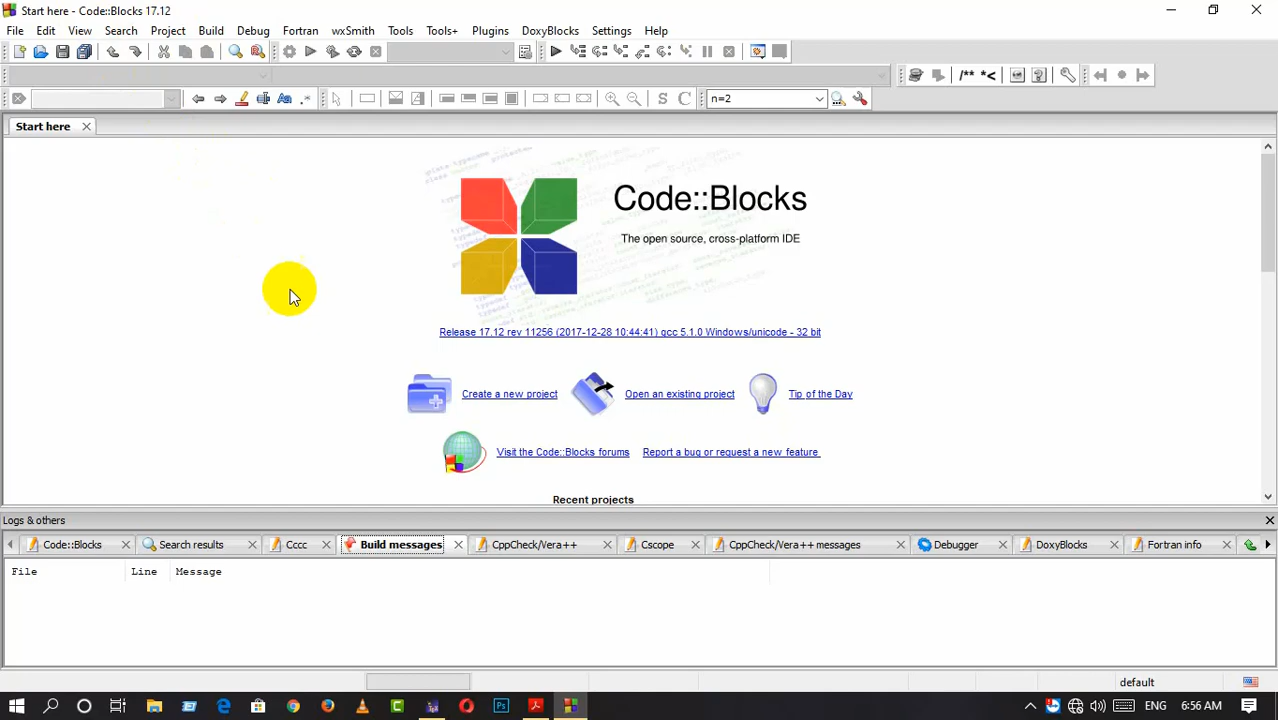 Start here - Code::Blocks 17.12
File Edit View Search Project Build Debug Fortran wxSmith Tools Tools+ Plugins DoxyBlocks Settings Help
/** *<
S C n=2
Start here
Code::Blocks
The open source, cross-platform IDE
Release 17.12 rev 11256 (2017-12-28 10:44:41) gcc 5.1.0 Windows/unicode - 32 bit
Create a new project Open an existing project Tip of the Day
Visit the Code::Blocks forums Report a bug or request a new feature
Recent projects
Logs & others
Code::Blocks Search results Cccc Build messages CppCheck/Vera++ Cscope CppCheck/Vera++ messages Debugger DoxyBlocks Fortran info
File Line Message
default
ENG 6:56 AM